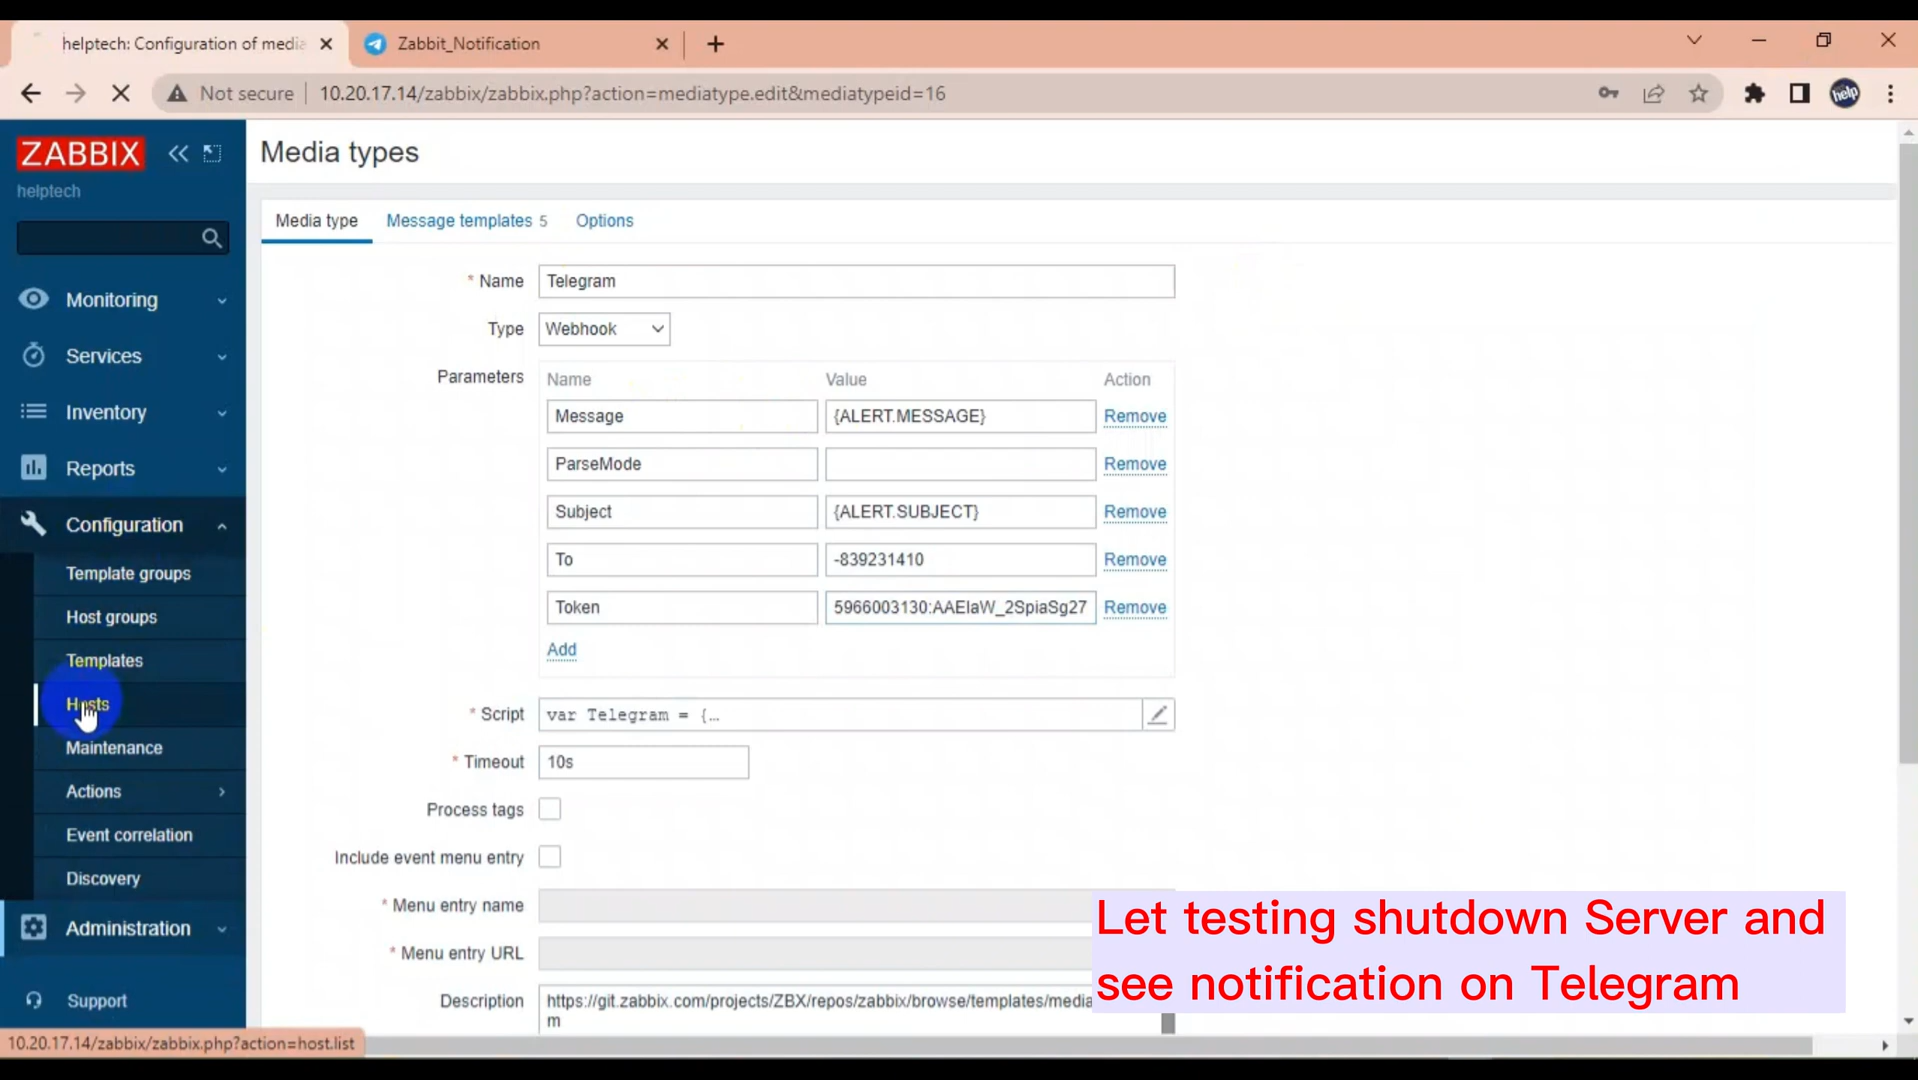 helptech: Configuration of media
Zabbit_Notification
Not secure
10.20.17.14/zabbix/zabbix.php?action=mediatype.edit&mediatypeid=16
help
ZABBIX
helptech
Monitoring
Services
Inventory
Reports
Configuration
Template groups
Host groups
Templates
Hosts
Maintenance
Actions
Event correlation
Discovery
Administration
Support
10.20.17.14/zabbix/zabbix.php?action=host.list
Media types
Media type Message templates 5 Options
* Name Telegram
Type Webhook
Parameters Name Value Action
Message {ALERT.MESSAGE} Remove
ParseMode Remove
Subject {ALERT.SUBJECT} Remove
To -839231410 Remove
Token 5966003130:AAEIaW_2SpiaSg27 Remove
Add
* Script var Telegram = {…
* Timeout 10s
Process tags
Include event menu entry
* Menu entry name
* Menu entry URL
Description https://git.zabbix.com/projects/ZBX/repos/zabbix/browse/templates/media
m
Let testing shutdown Server and
see notification on Telegram